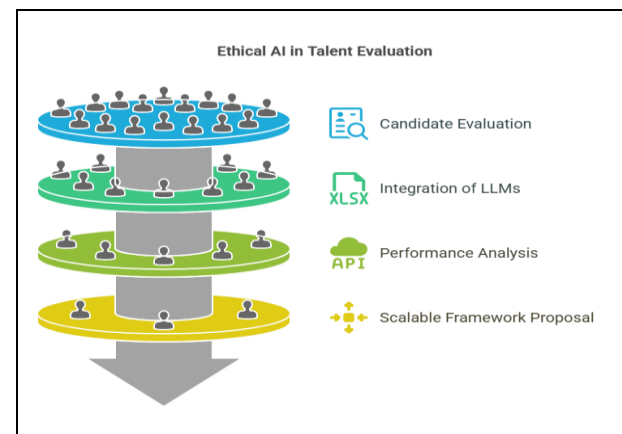 Ethical AI in Talent Evaluation
Candidate Evaluation
XLSX
Integration of LLMs
API
Performance Analysis
Scalable Framework Proposal